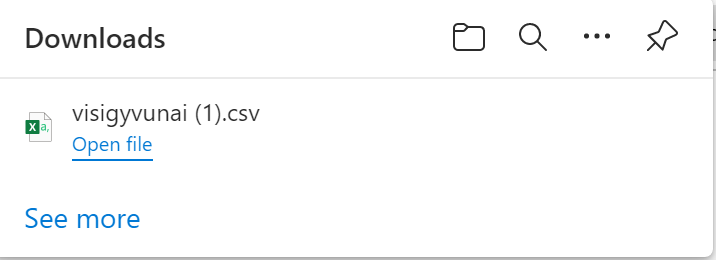 Downloads
visigyvunai (1).csv
Open file
See more